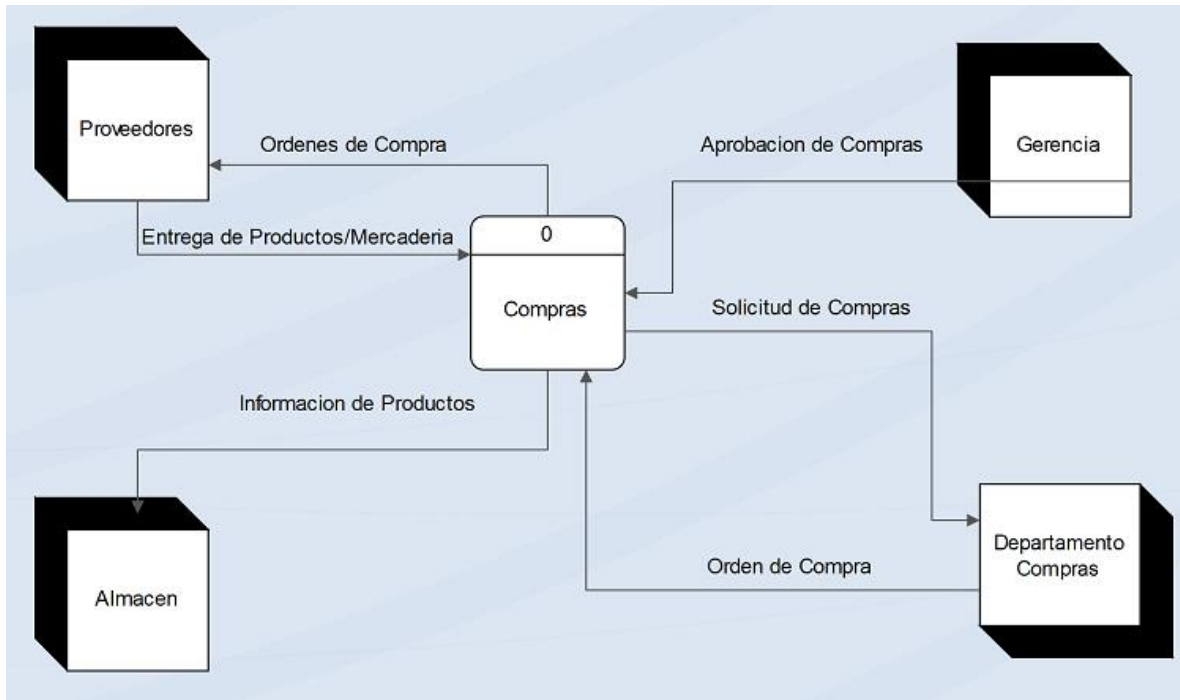 Proveedores
Ordenes de Compra
Aprobacion de Compras
Gerencia
Entrega de Productos/Mercaderia
0
Compras
Solicitud de Compras
Informacion de Productos
Departamento
Compras
Orden de Compra
Almacen